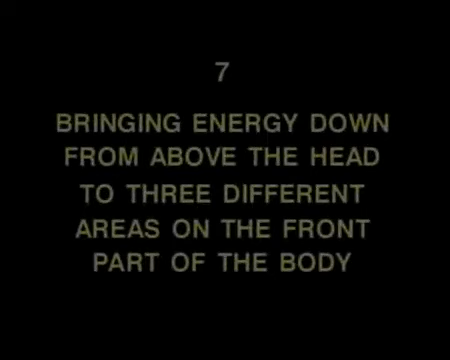 7
BRINGING ENERGY DOWN
FROM ABOVE THE HEAD
TO THREE DIFFERENT
AREAS ON THE FRONT
PART OF THE BODY